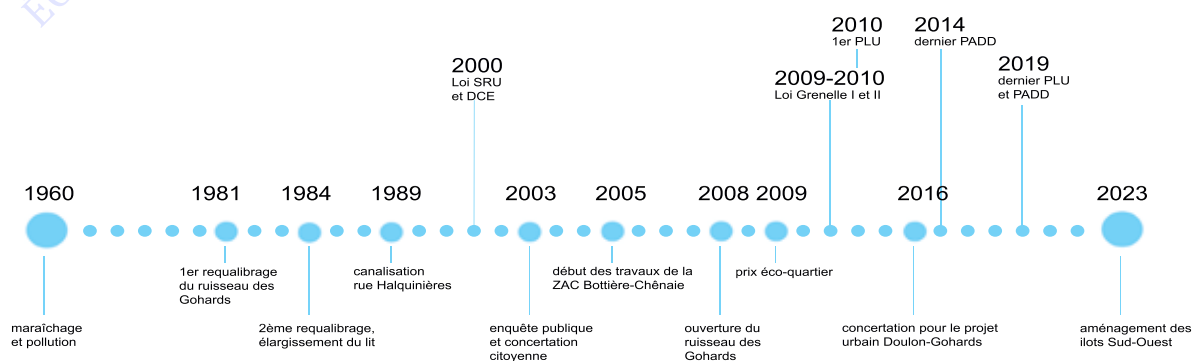 2010
1er PLU
2014
dernier PADD
2000
Loi SRU
et DCE
2009-2010
Loi Grenelle I et II
2019
dernier PLU
et PADD
1960
1981
1984
1989
2003
2005
2008
2009
2016
2023
1er requalibrage
du ruisseau des
Gohards
canalisation
rue Halquinières
début des travaux de la
ZAC Bottière-Chênaie
prix éco-quartier
maraîchage
et pollution
2ème requalibrage,
élargissement du lit
enquête publique
et concertation
citoyenne
ouverture du
ruisseau des
Gohards
concertation pour le projet
urbain Doulon-Gohards
aménagement des
ilots Sud-Ouest